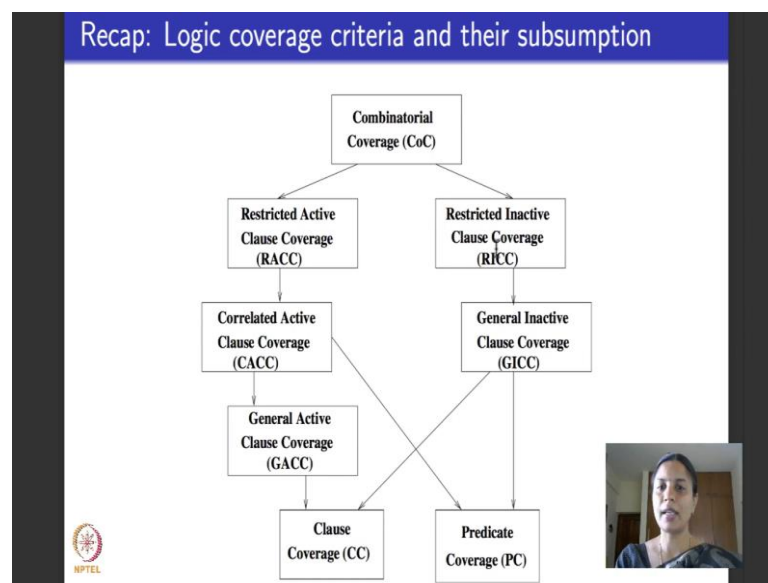 Recap: Logic coverage criteria and their subsumption
Combinatorial
Coverage (CoC)
Restricted Active
Clause Coverage
(RACC)
Restricted Inactive
Clause Coverage
(RICC)
Correlated Active
Clause Coverage
(CACC)
General Inactive
Clause Coverage
(GICC)
General Active
Clause Coverage
(GACC)
Clause
Coverage (CC)
Predicate
Coverage (PC)
NPTEL